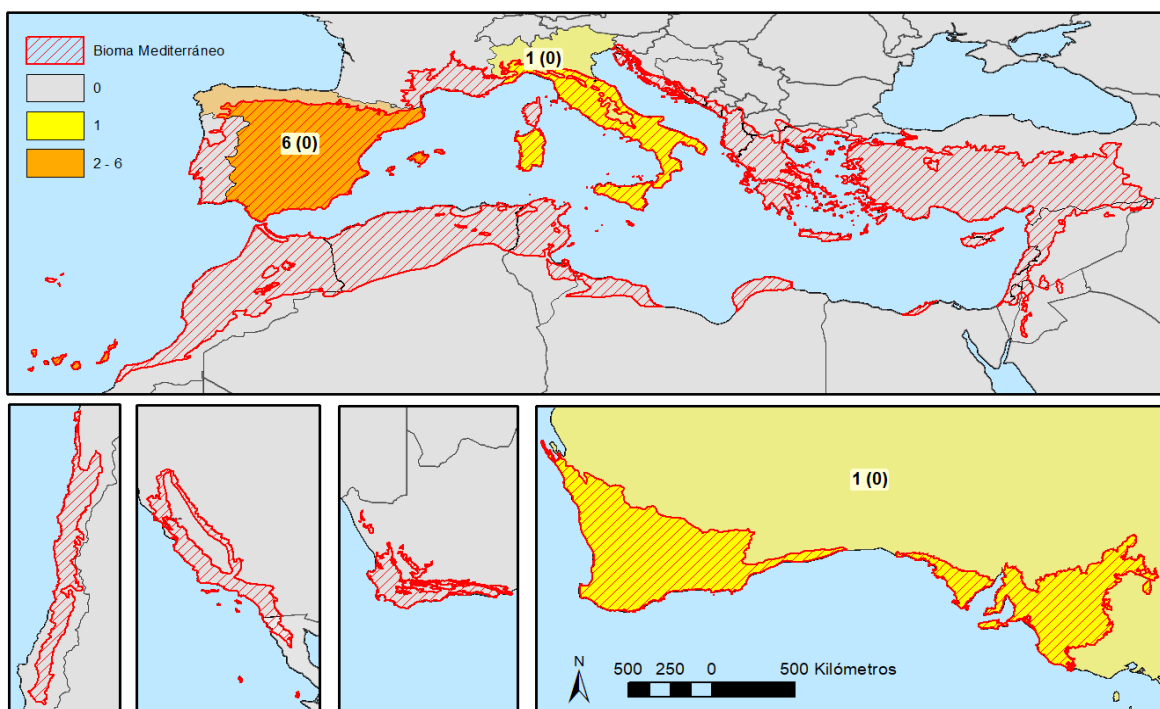 Bioma Mediterráneo
0
1
2 - 6
1 (0)
6 (0)
1 (0)
N
500 250 0 500 Kilómetros